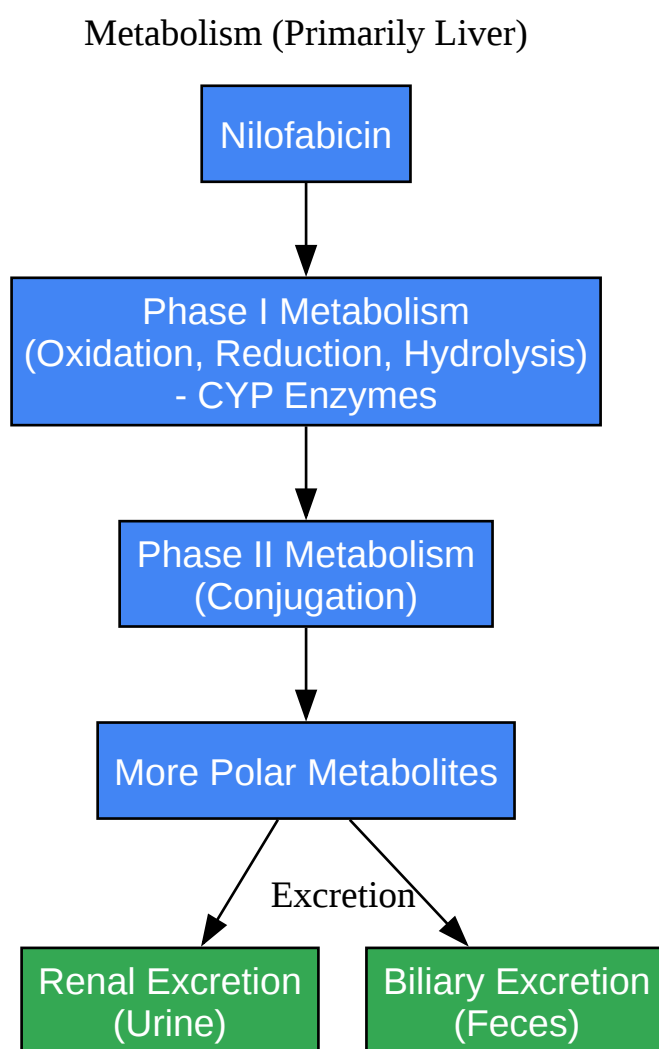 Metabolism (Primarily Liver)
Nilofabicin
Phase I Metabolism
(Oxidation, Reduction, Hydrolysis)
- CYP Enzymes
Phase II Metabolism
(Conjugation)
More Polar Metabolites
Excretion
Renal Excretion
(Urine)
Biliary Excretion
(Feces)